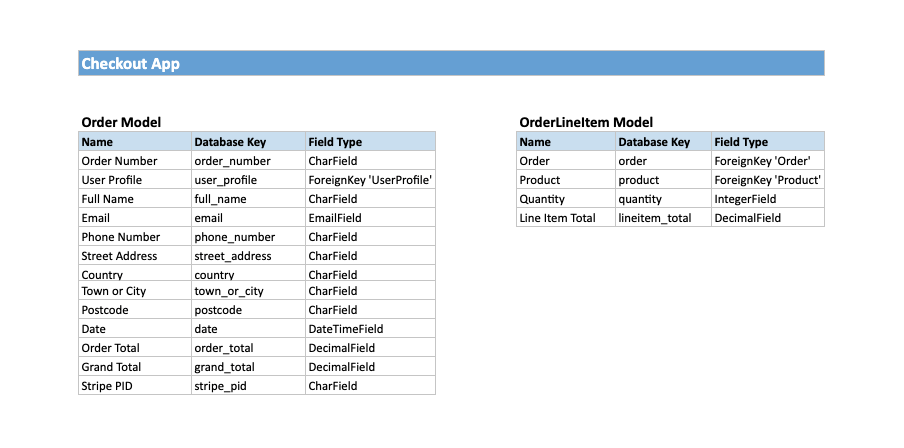 Checkout App
Order Model
Name Database Key Field Type
Order Number order_number CharField
User Profile user_profile ForeignKey 'UserProfile'
Full Name full_name CharField
Email email EmailField
Phone Number phone_number CharField
Street Address street_address CharField
Country country CharField
Town or City town_or_city CharField
Postcode postcode CharField
Date date DateTimeField
Order Total order_total DecimalField
Grand Total grand_total DecimalField
Stripe PID stripe_pid CharField
OrderLineItem Model
Name Database Key Field Type
Order order ForeignKey 'Order'
Product product ForeignKey 'Product'
Quantity quantity IntegerField
Line Item Total lineitem_total DecimalField